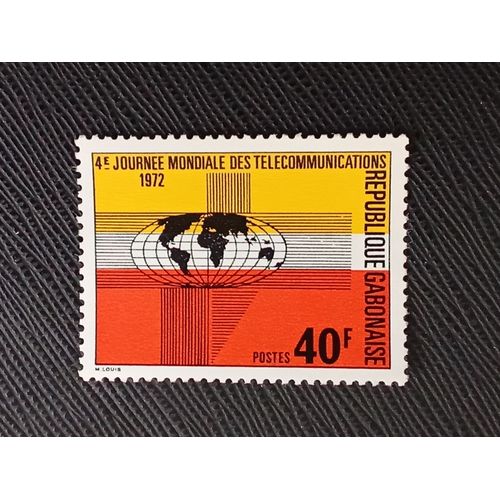 4E JOURNEE MONDIALE DES TELECOMMUNICATIONS
1972
REPUBLIQUE GABONAISE
POSTES 40F
M. LOUIS